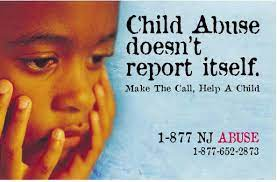 Child Abuse
doesn't
report itself.
Make The Call, Help A Child
1-877 NJ ABUSE
1-877-652-2873